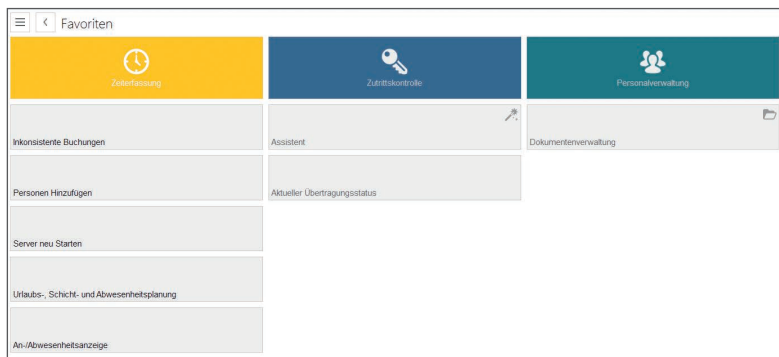 Favoriten
Zeiterfassung
Zutrittskontrolle
Personalverwaltung
Inkonsistente Buchungen
Assistent
Dokumentenverwaltung
Personen Hinzufügen
Aktueller Übertragungsstatus
Server neu Starten
Urlaubs-, Schicht- und Abwesenheitsplanung
An-/Abwesenheitsanzeige